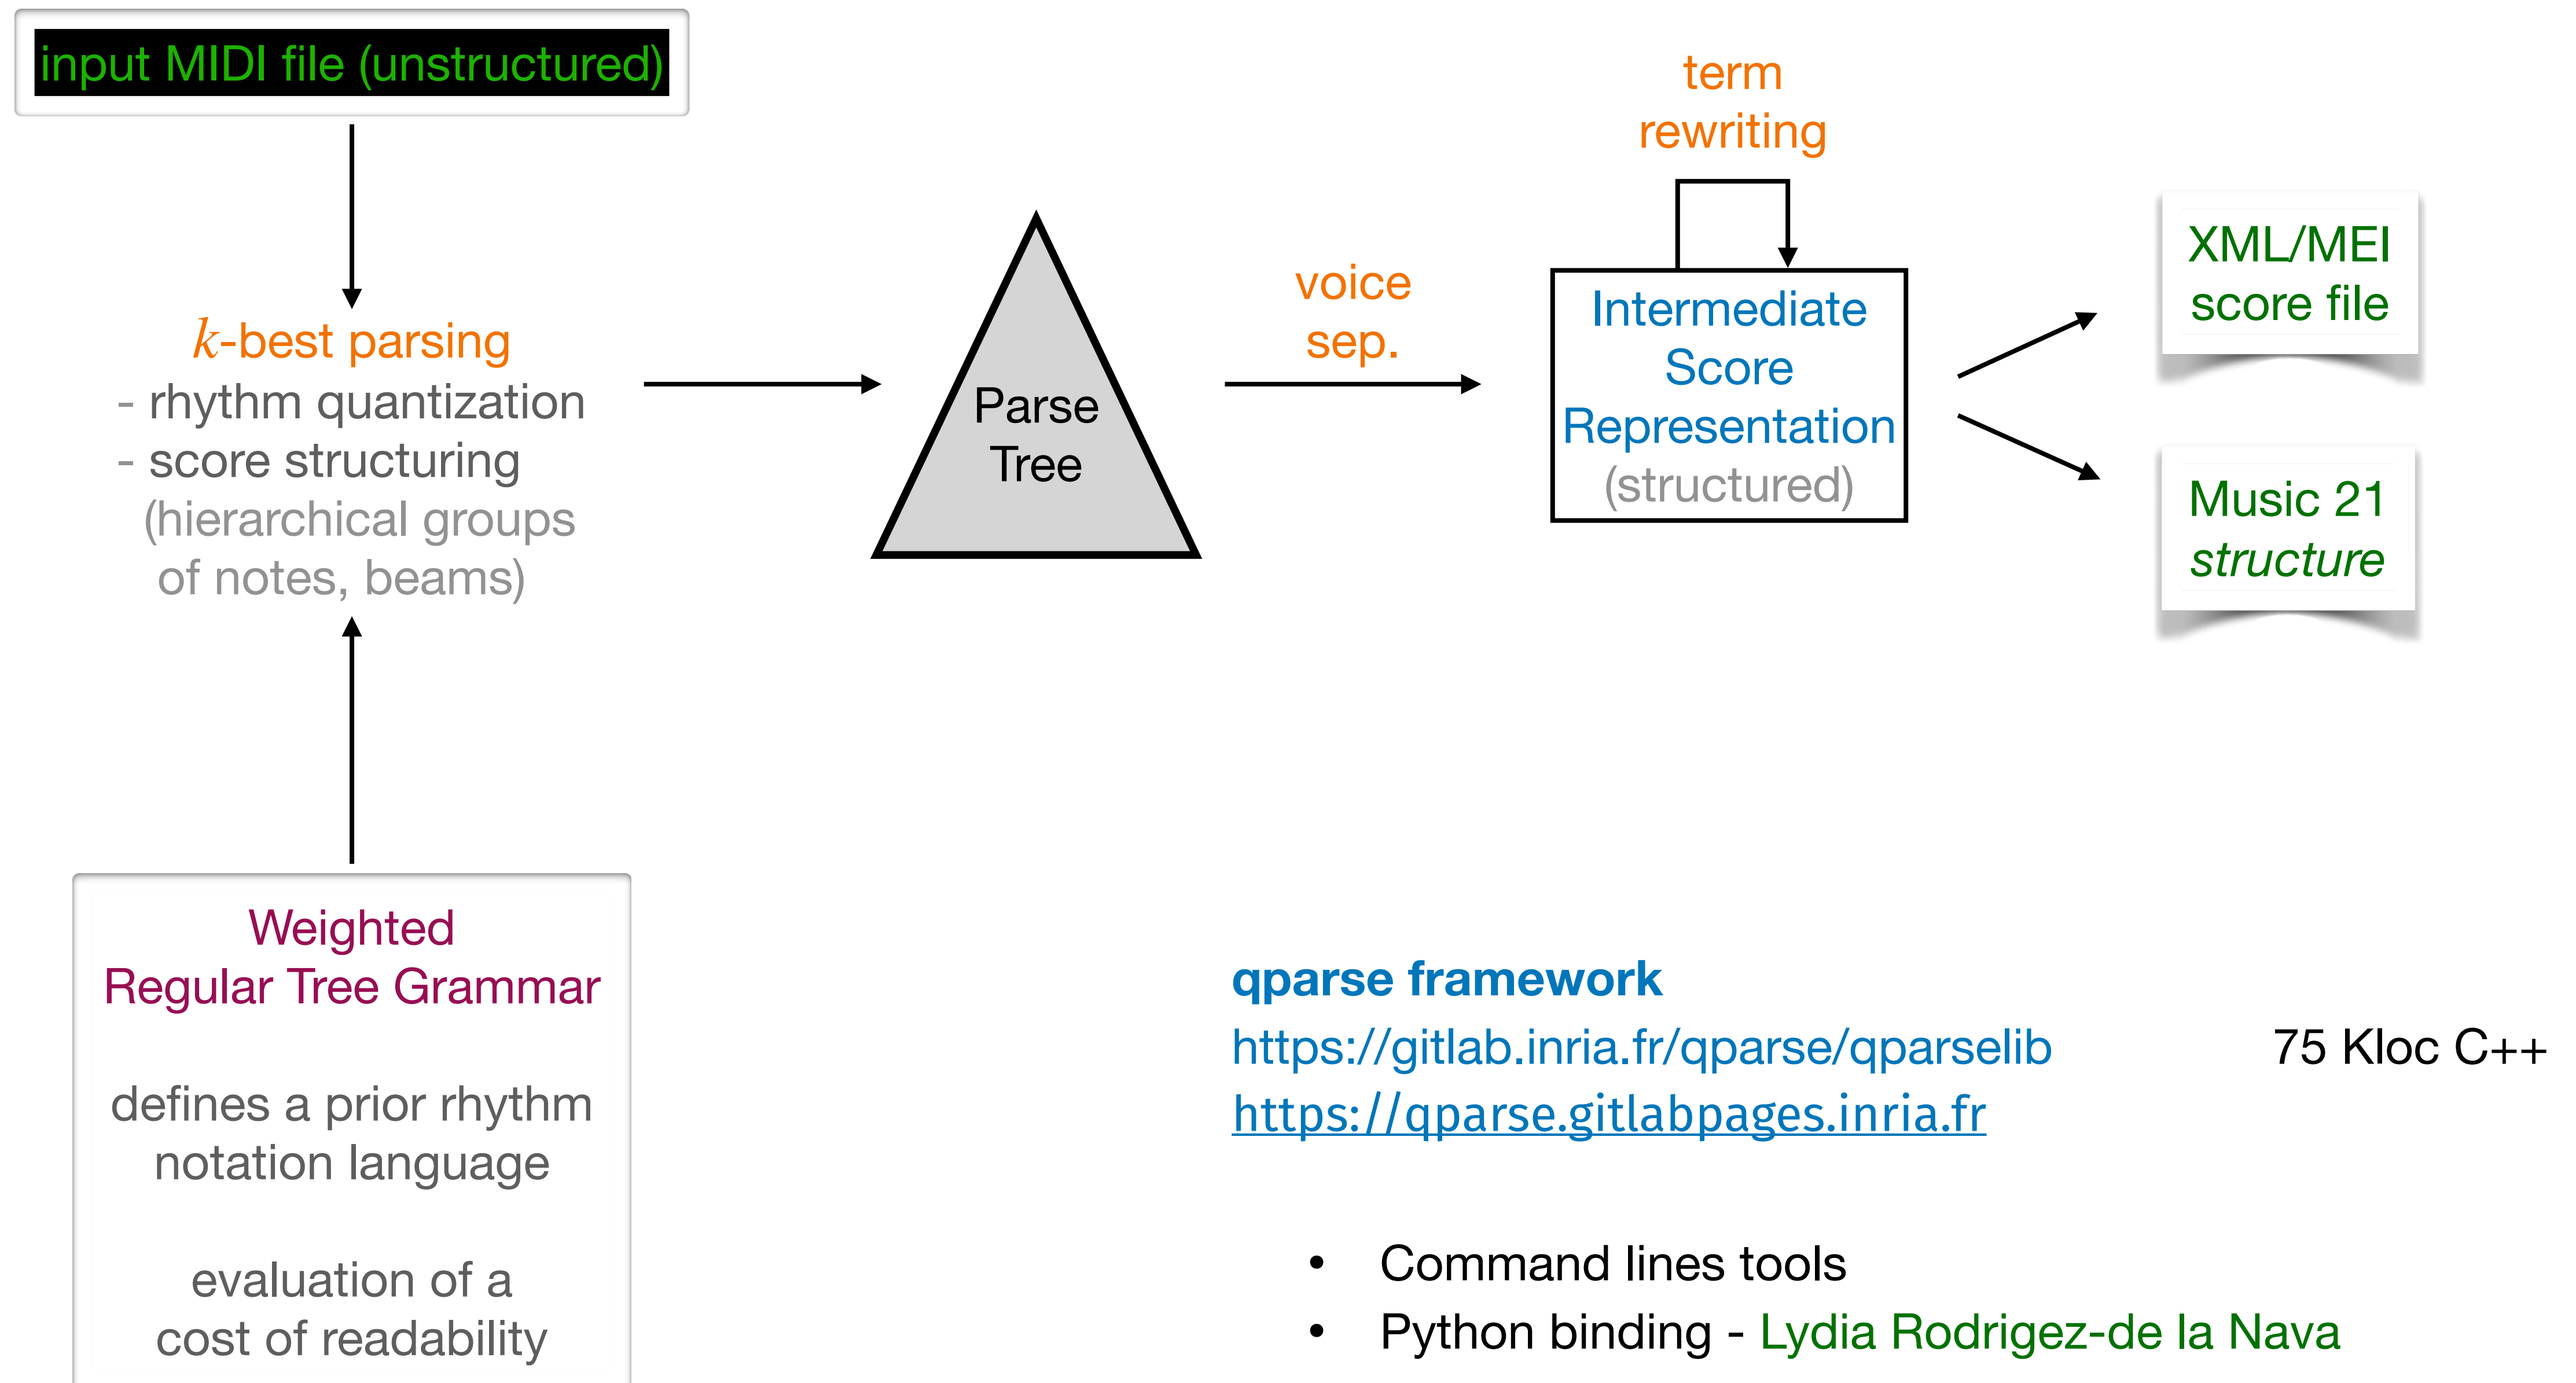 input MIDI file (unstructured)
k-best parsing
- rhythm quantization
- score structuring
(hierarchical groups
of notes, beams)
Weighted
Regular Tree Grammar
defines a prior rhythm
notation language
evaluation of a
cost of readability
Parse
Tree
voice
sep.
term
rewriting
Intermediate
Score
Representation
(structured)
XML/MEI
score file
Music 21
structure
qparse framework
https://gitlab.inria.fr/qparse/qparselib
75 Kloc C++
https://qparse.gitlabpages.inria.fr
• Command lines tools
• Python binding - Lydia Rodrigez-de la Nava